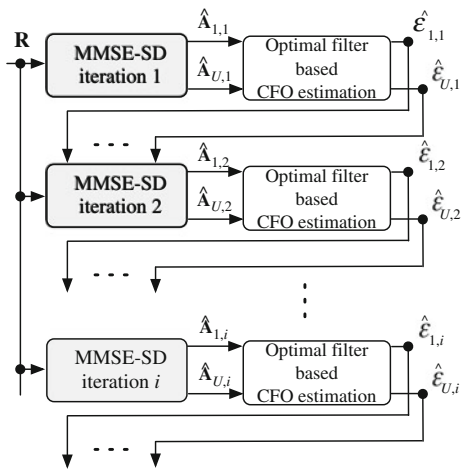 R
MMSE-SD
iteration 1
Â1,1
ÂU,1
Optimal filter
based
CFO estimation
ε̂1,1
ε̂U,1
MMSE-SD
iteration 2
Â1,2
ÂU,2
Optimal filter
based
CFO estimation
ε̂1,2
ε̂U,2
MMSE-SD
iteration i
Â1,i
ÂU,i
Optimal filter
based
CFO estimation
ε̂1,i
ε̂U,i